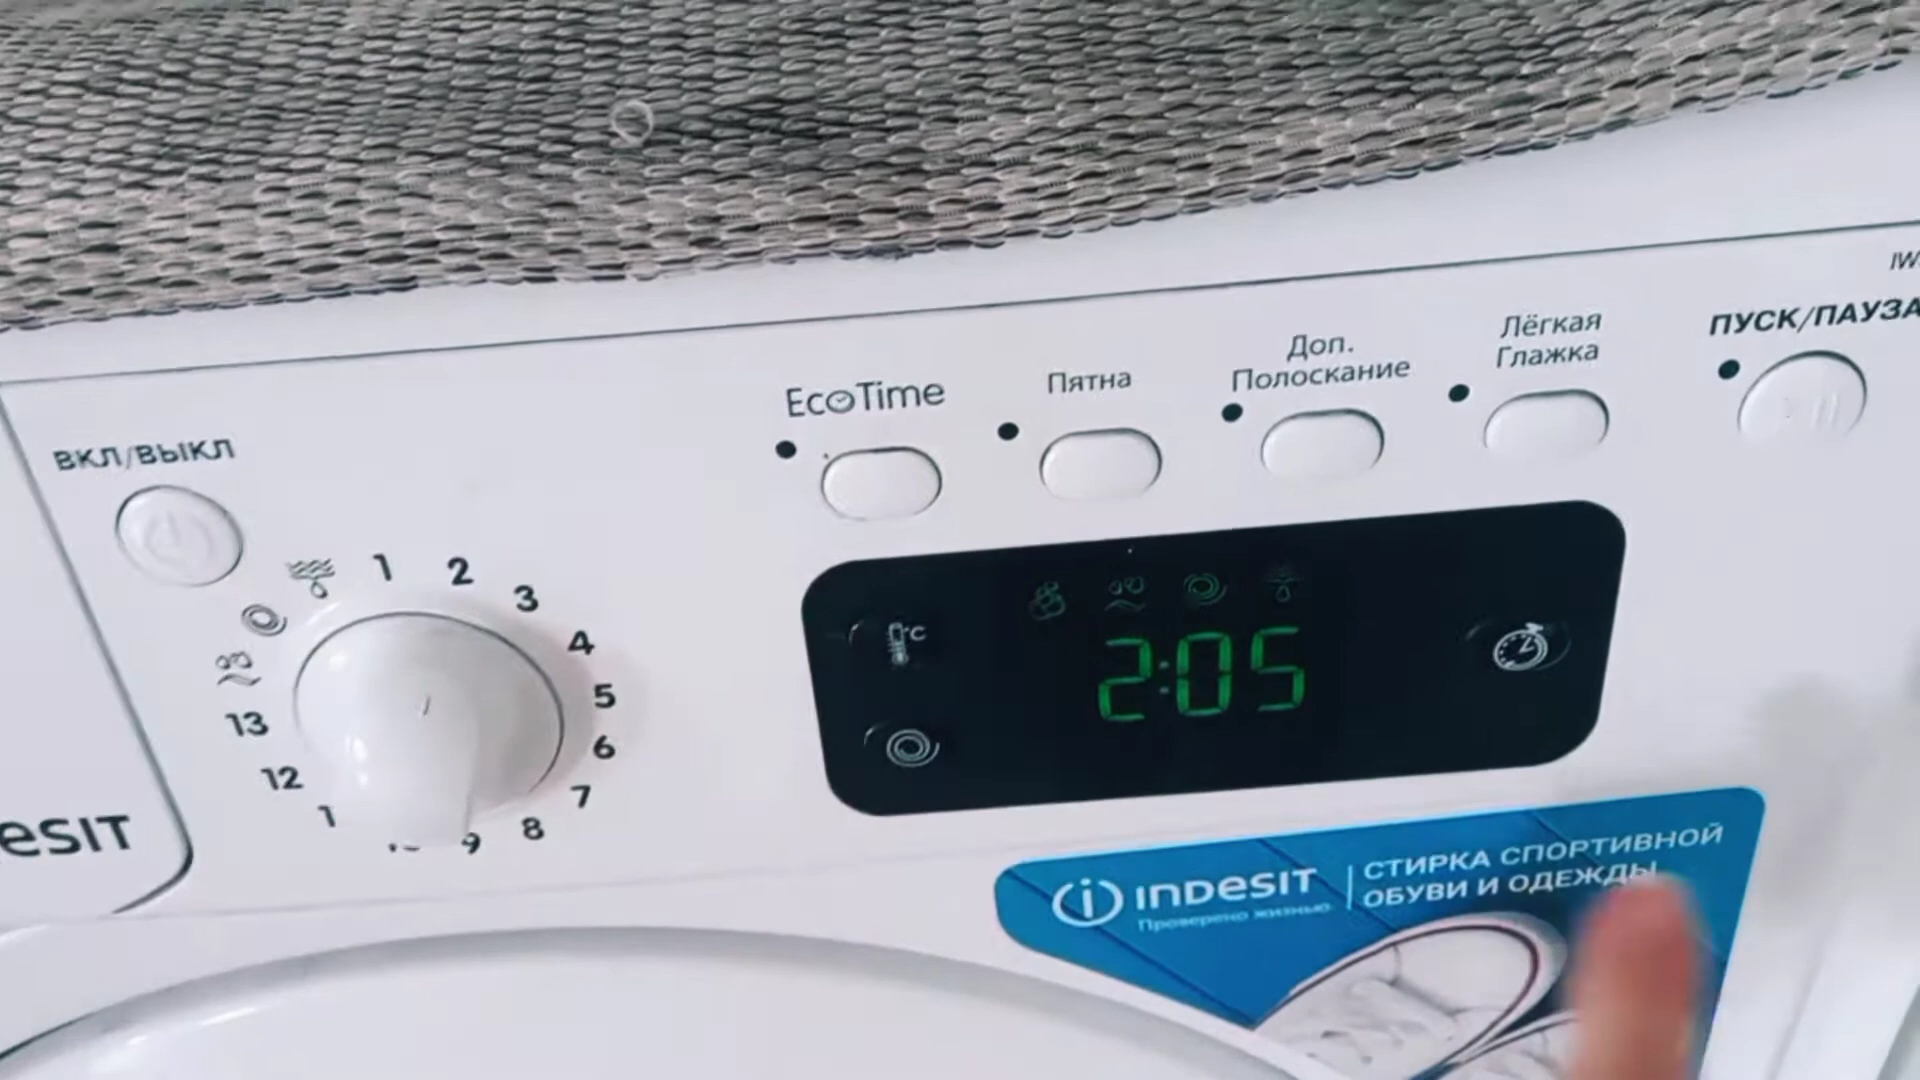 IW
ПУСК/ПАУЗА
Лёгкая
Глажка
Доп.
Полоскание
Пятна
EcoTime
ВКЛ/ВЫКЛ
1
2
3
4
5
6
7
8
9
1
12
13
°C
2:05
esit
indesit
Проверено жизнью
СТИРКА СПОРТИВНОЙ
ОБУВИ И ОДЕЖДЫ